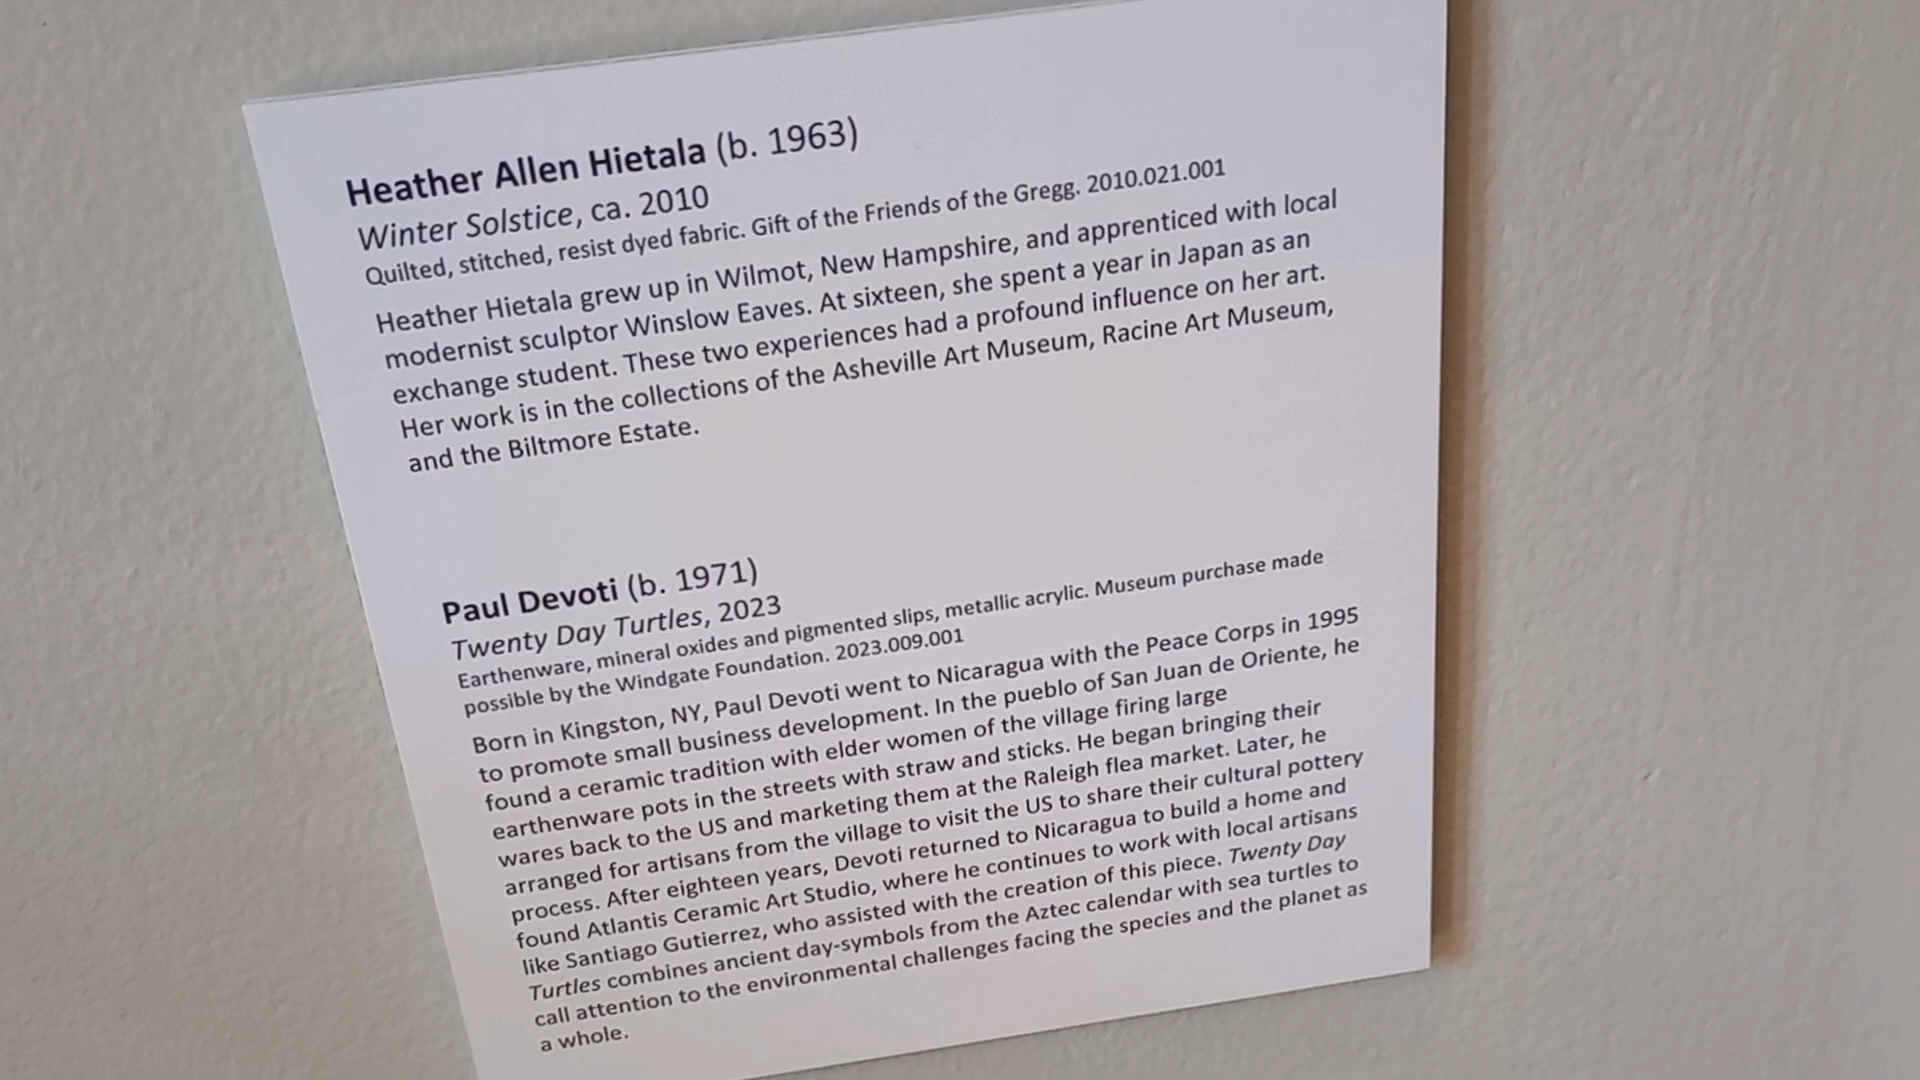 Heather Allen Hietala (b. 1963)
Winter Solstice, ca. 2010
Quilted, stitched, resist dyed fabric. Gift of the Friends of the Gregg. 2010.021.001
Heather Hietala grew up in Wilmot, New Hampshire, and apprenticed with local
modernist sculptor Winslow Eaves. At sixteen, she spent a year in Japan as an
exchange student. These two experiences had a profound influence on her art.
Her work is in the collections of the Asheville Art Museum, Racine Art Museum,
and the Biltmore Estate.
Paul Devoti (b. 1971)
Twenty Day Turtles, 2023
Earthenware, mineral oxides and pigmented slips, metallic acrylic. Museum purchase made
possible by the Windgate Foundation. 2023.009.001
Born in Kingston, NY, Paul Devoti went to Nicaragua with the Peace Corps in 1995
to promote small business development. In the pueblo of San Juan de Oriente, he
found a ceramic tradition with elder women of the village firing large
earthenware pots in the streets with straw and sticks. He began bringing their
wares back to the US and marketing them at the Raleigh flea market. Later, he
arranged for artisans from the village to visit the US to share their cultural pottery
process. After eighteen years, Devoti returned to Nicaragua to build a home and
found Atlantis Ceramic Art Studio, where he continues to work with local artisans
like Santiago Gutierrez, who assisted with the creation of this piece. Twenty Day
Turtles combines ancient day-symbols from the Aztec calendar with sea turtles to
call attention to the environmental challenges facing the species and the planet as
a whole.